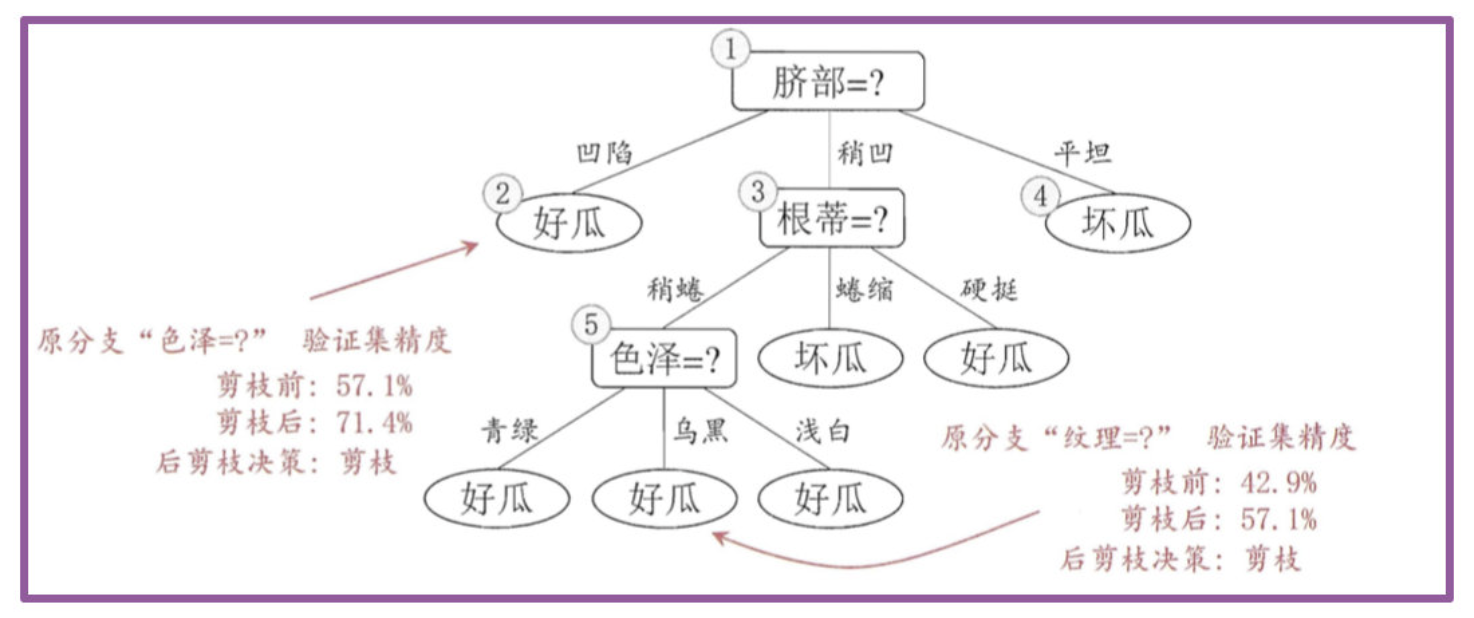 ①
脐部=?
凹陷
稍凹
平坦
②
好瓜
③
根蒂=?
④
坏瓜
稍蜷
蜷缩
硬挺
原分支“色泽=?” 验证集精度
剪枝前: 57.1%
剪枝后: 71.4%
后剪枝决策: 剪枝
⑤
色泽=?
坏瓜
好瓜
青绿
乌黑
浅白
好瓜
好瓜
好瓜
原分支“纹理=?” 验证集精度
剪枝前: 42.9%
剪枝后: 57.1%
后剪枝决策: 剪枝